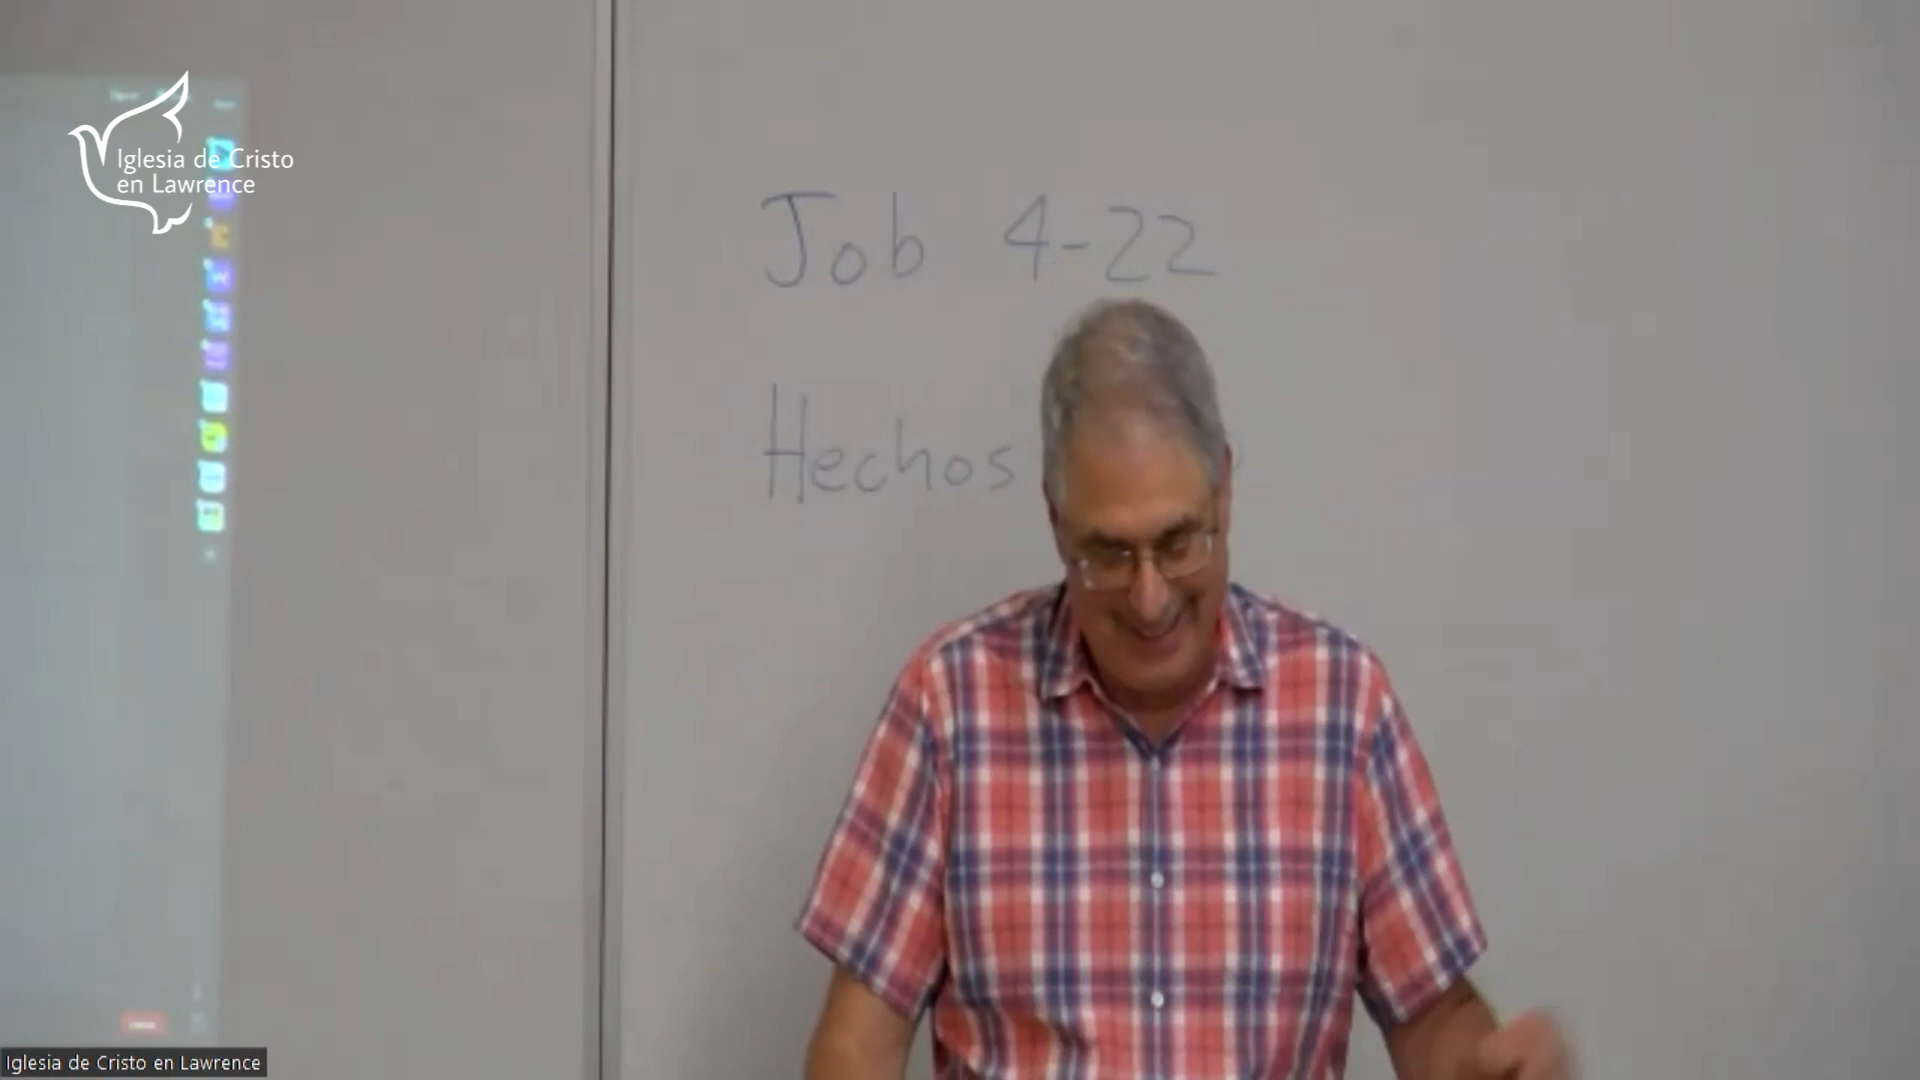 Iglesia de Cristo
en Lawrence
Job 4-22
Hechos
Iglesia de Cristo en Lawrence